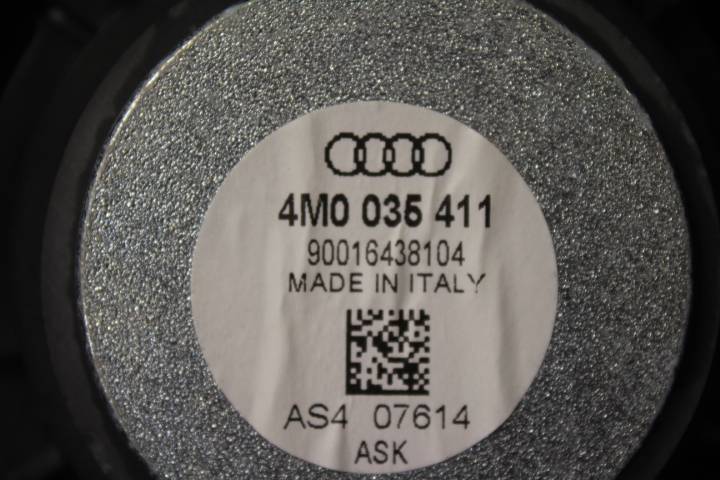 4M0 035 411
90016438104
MADE IN ITALY
AS4 07614
ASK